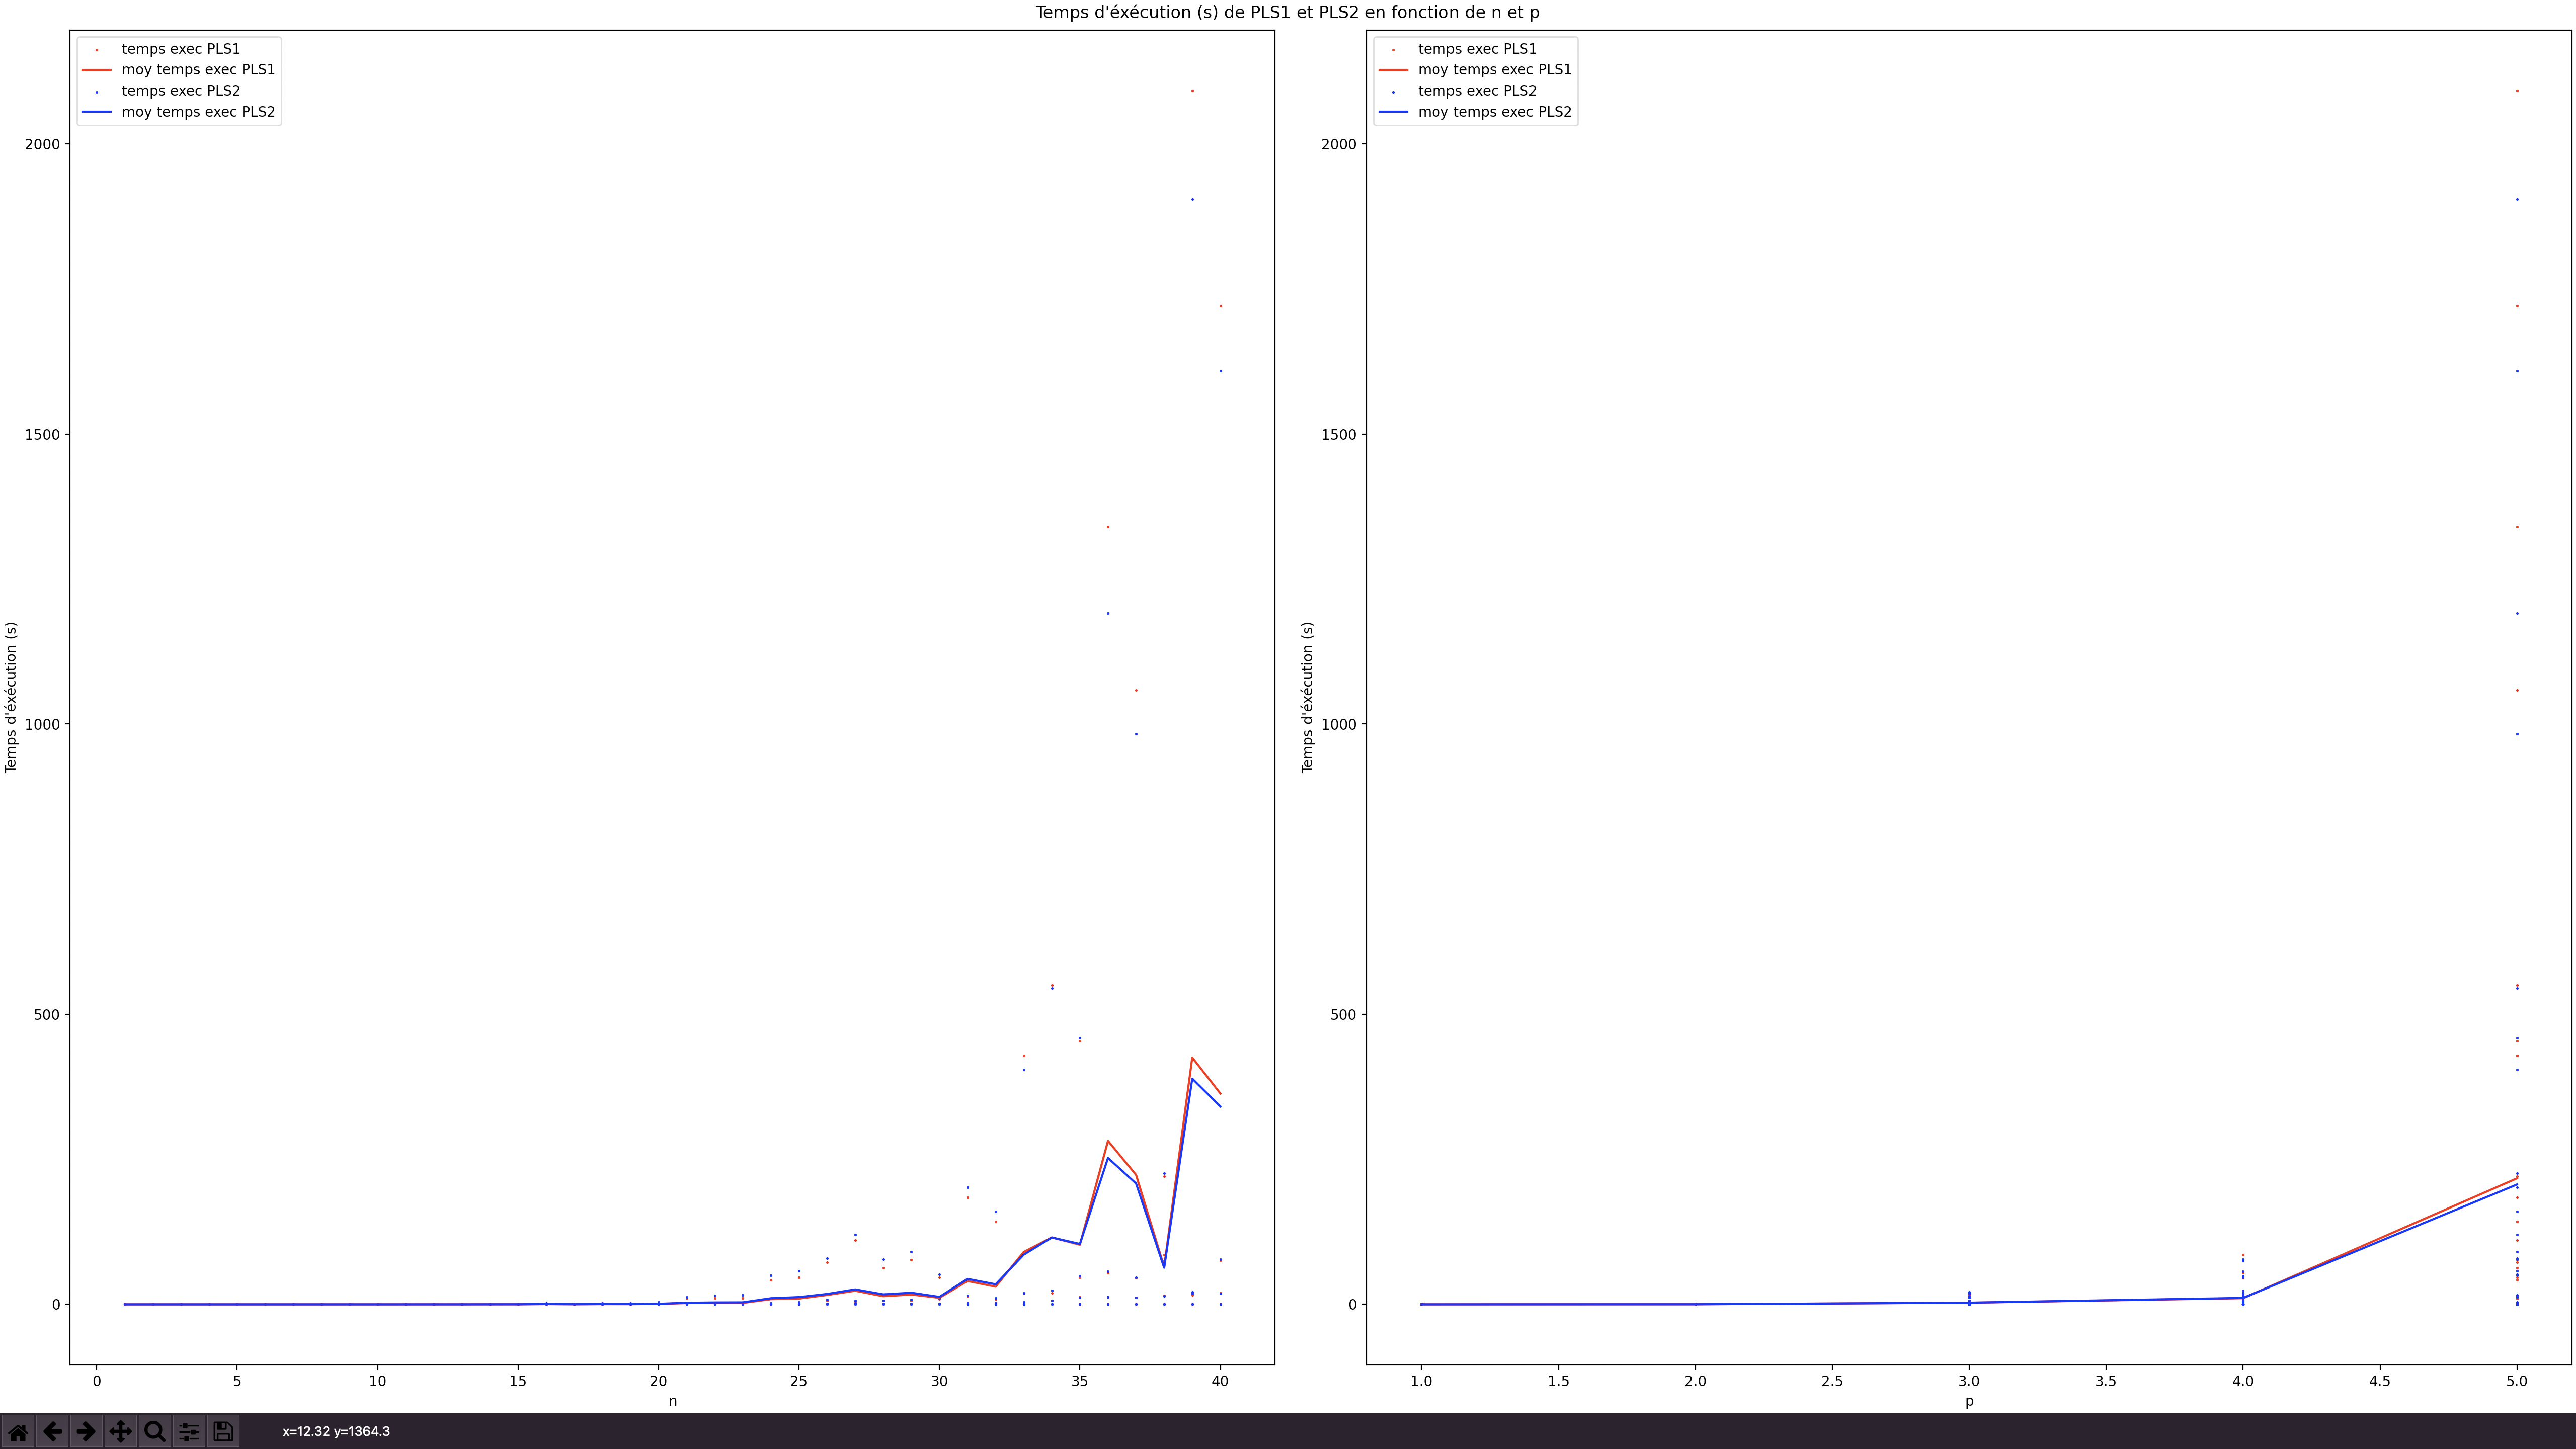 Temps d'éxécution (s) de PLS1 et PLS2 en fonction de n et p
temps exec PLS1
moy temps exec PLS1
temps exec PLS2
moy temps exec PLS2
2000
1500
1000
500
0
Temps d'éxécution (s)
0 5 10 15 20 25 30 35 40
n
temps exec PLS1
moy temps exec PLS1
temps exec PLS2
moy temps exec PLS2
2000
1500
1000
500
0
Temps d'éxécution (s)
1.0 1.5 2.0 2.5 3.0 3.5 4.0 4.5 5.0
p
x=12.32 y=1364.3